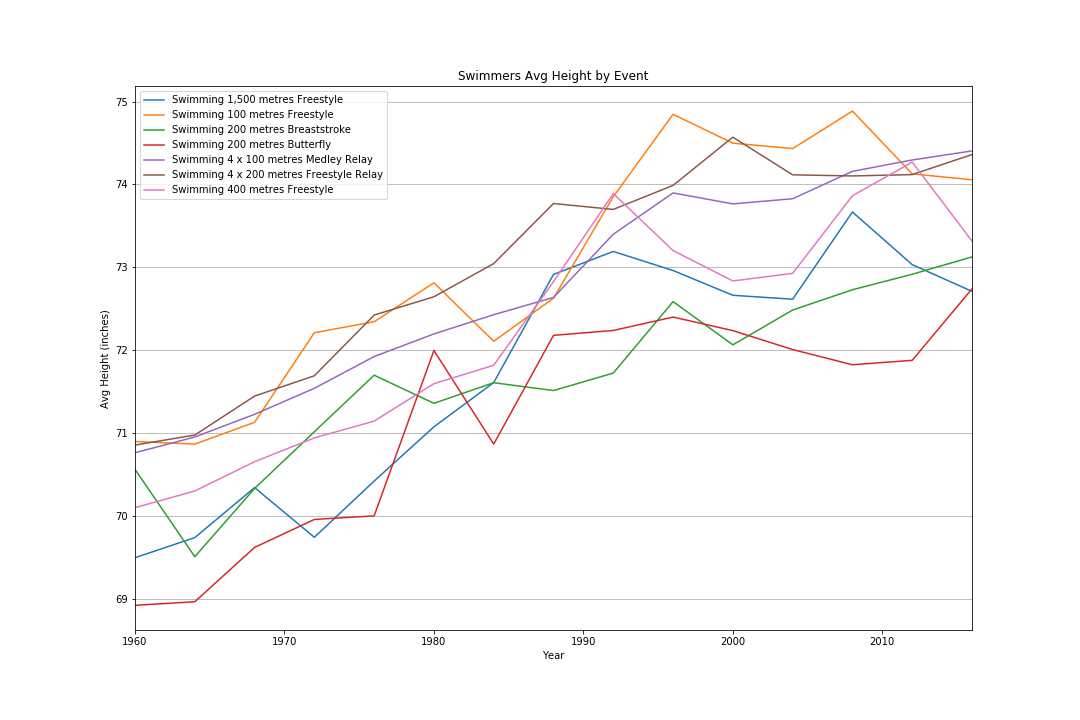 Swimmers Avg Height by Event
Swimming 1,500 metres Freestyle
Swimming 100 metres Freestyle
Swimming 200 metres Breaststroke
Swimming 200 metres Butterfly
Swimming 4 x 100 metres Medley Relay
Swimming 4 x 200 metres Freestyle Relay
Swimming 400 metres Freestyle
75
74
73
72
71
70
69
Avg Height (inches)
1960 1970 1980 1990 2000 2010
Year